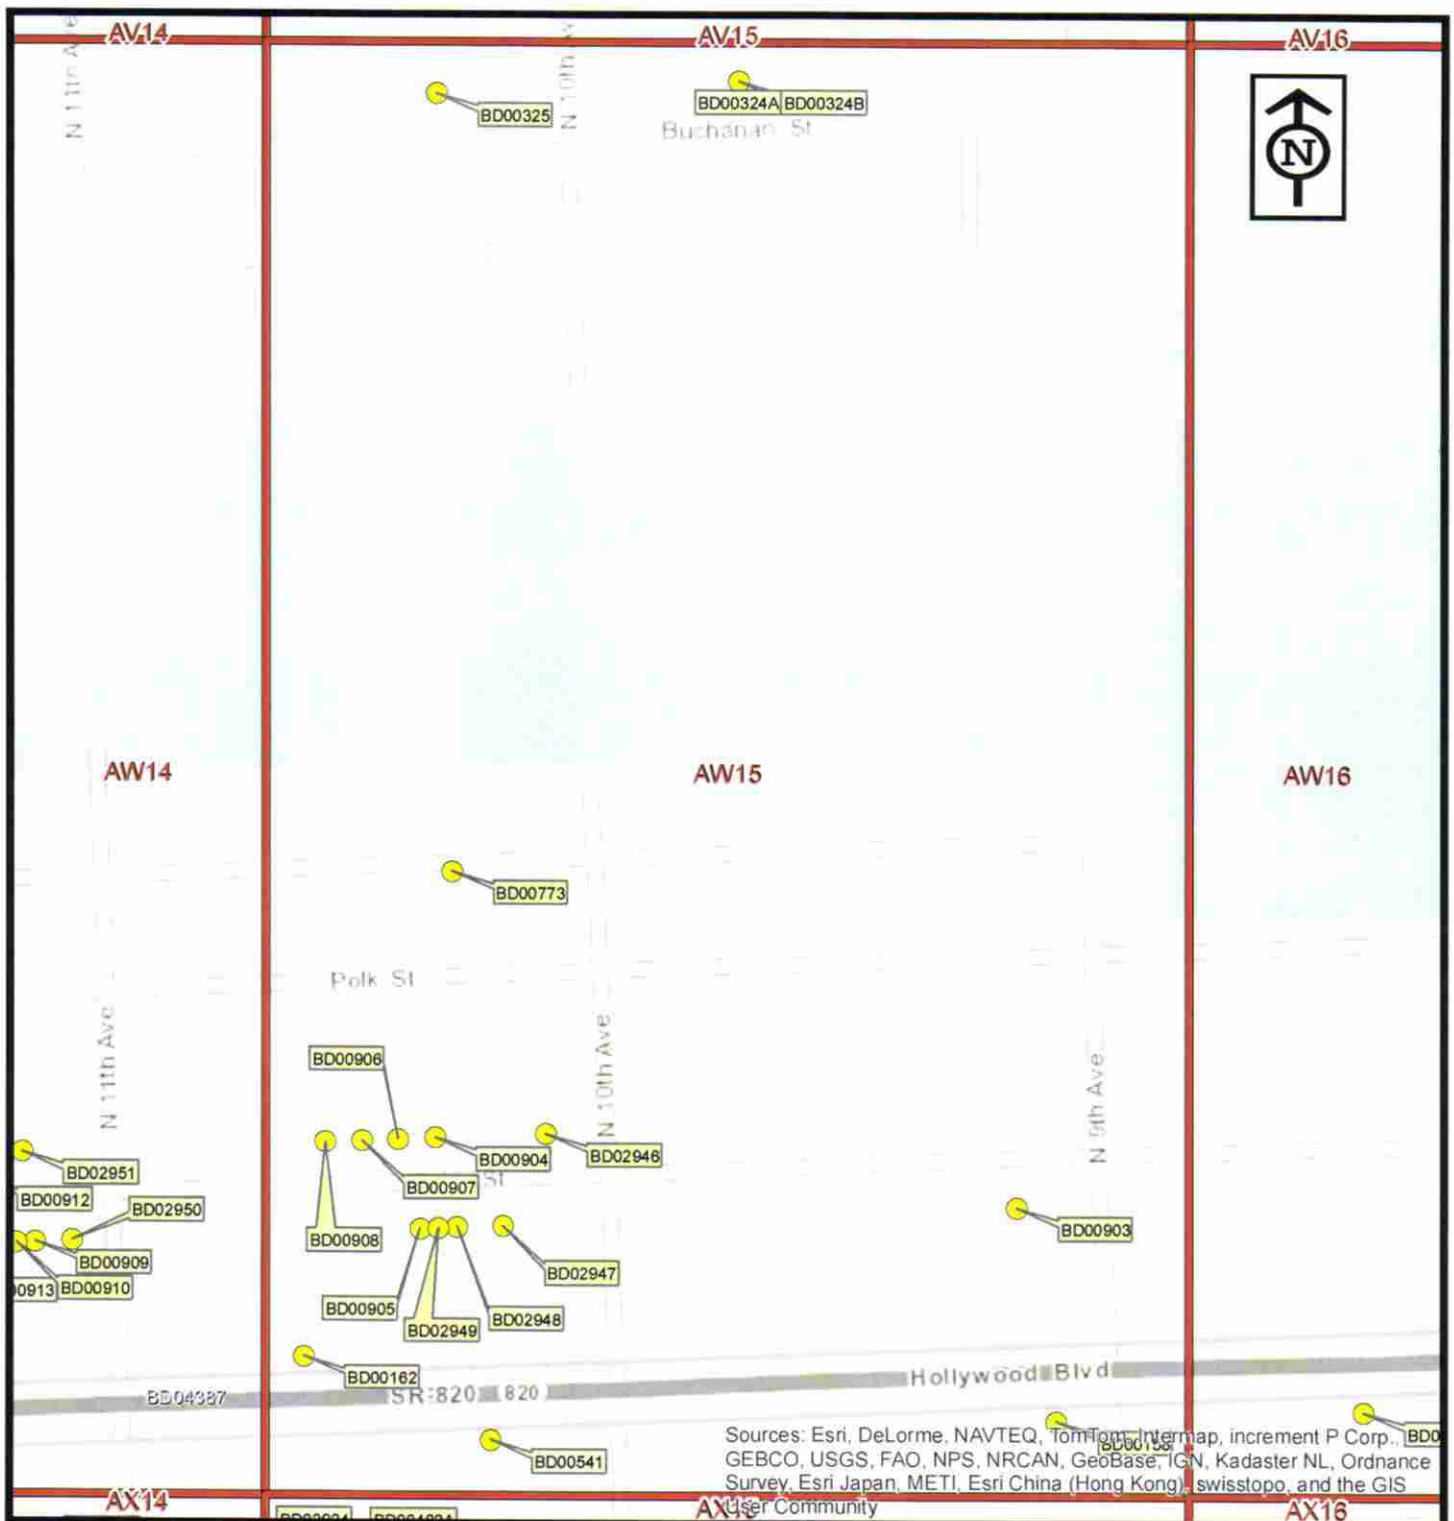 AV14
AV15
AV16
N 11th Ave
N 10th Av
BD00325
BD00324A
BD00324B
Buchanan St
N
AW14
AW15
AW16
BD00773
Polk St
N 11th Ave
N 10th Ave
N 9th Ave
BD00906
BD02951
BD00904
BD02946
BD00912
BD00907
St
BD02950
BD00903
BD00908
BD00909
BD02947
BD00910
BD00905
BD02949
BD02948
BD00162
Hollywood Blvd
BD04387
SR-820
820
BD00541
Sources: Esri, DeLorme, NAVTEQ, TomTom, Intermap, increment P Corp.,
GEBCO, USGS, FAO, NPS, NRCAN, GeoBase, IGN, Kadaster NL, Ordnance
Survey, Esri Japan, METI, Esri China (Hong Kong), swisstopo, and the GIS
User Community
AX14
AX16